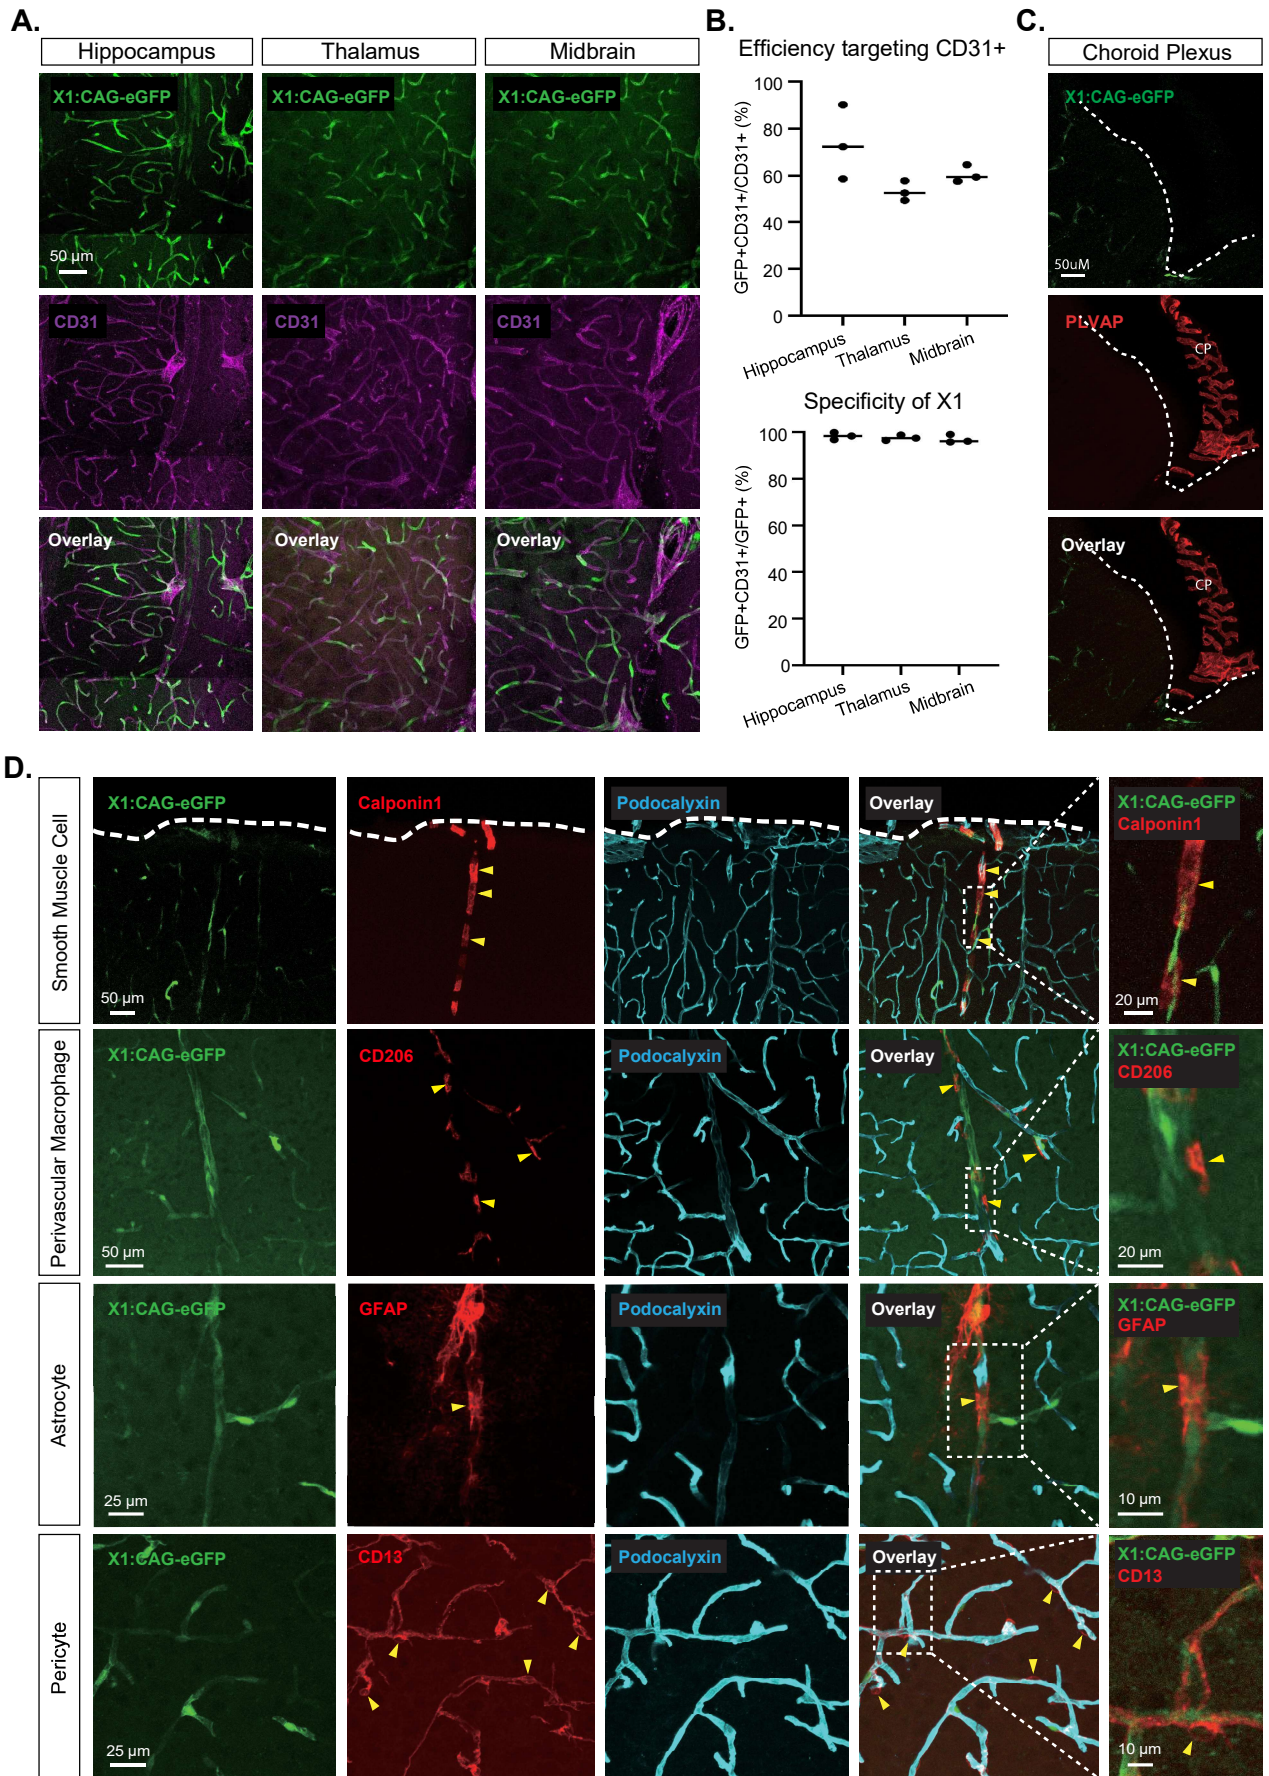 A.
Hippocampus
Thalamus
Midbrain
X1:CAG-eGFP
X1:CAG-eGFP
X1:CAG-eGFP
50 µm
CD31
CD31
CD31
Overlay
Overlay
Overlay
B.
Efficiency targeting CD31+
GFP+CD31+/CD31+ (%)
100
80
60
40
20
0
Hippocampus
Thalamus
Midbrain
Specificity of X1
GFP+CD31+/GFP+ (%)
100
80
60
40
20
0
Hippocampus
Thalamus
Midbrain
C.
Choroid Plexus
X1:CAG-eGFP
50uM
PLVAP
CP
Overlay
CP
D.
Smooth Muscle Cell
X1:CAG-eGFP
50 µm
Calponin1
Podocalyxin
Overlay
X1:CAG-eGFP
Calponin1
20 µm
Perivascular Macrophage
X1:CAG-eGFP
50 µm
CD206
Podocalyxin
Overlay
X1:CAG-eGFP
CD206
20 µm
Astrocyte
X1:CAG-eGFP
25 µm
GFAP
Podocalyxin
Overlay
X1:CAG-eGFP
GFAP
10 µm
Pericyte
X1:CAG-eGFP
25 µm
CD13
Podocalyxin
Overlay
X1:CAG-eGFP
CD13
10 µm